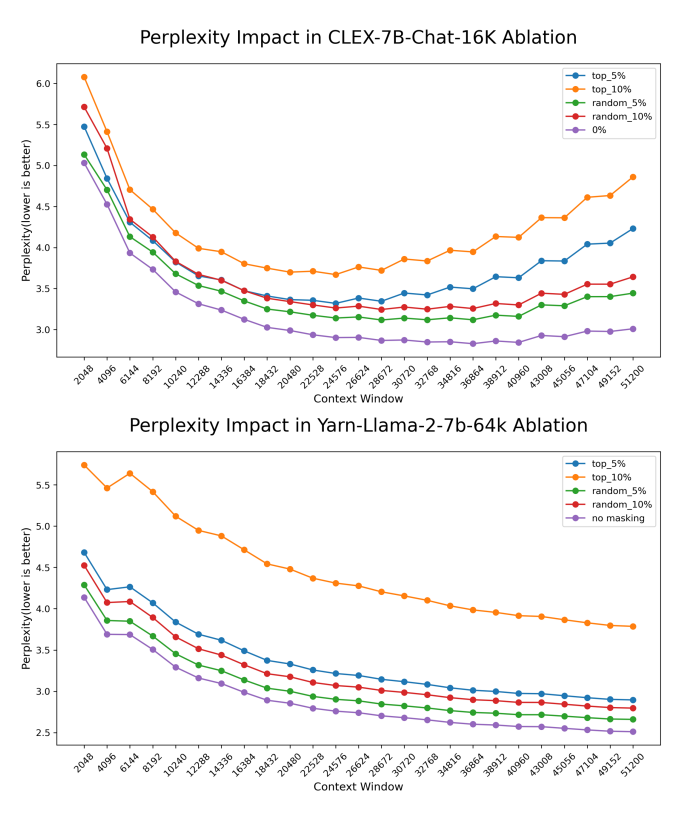 Perplexity Impact in CLEX-7B-Chat-16K Ablation
Perplexity(lower is better)
6.0
5.5
5.0
4.5
4.0
3.5
3.0
top_5%
top_10%
random_5%
random_10%
0%
2048 4096 6144 8192 10240 12288 14336 16384 18432 20480 22528 24576 26624 28672 30720 32768 34816 36864 38912 40960 43008 45056 47104 49152 51200
Context Window
Perplexity Impact in Yarn-Llama-2-7b-64k Ablation
Perplexity(lower is better)
5.5
5.0
4.5
4.0
3.5
3.0
2.5
top_5%
top_10%
random_5%
random_10%
no masking
2048 4096 6144 8192 10240 12288 14336 16384 18432 20480 22528 24576 26624 28672 30720 32768 34816 36864 38912 40960 43008 45056 47104 49152 51200
Context Window